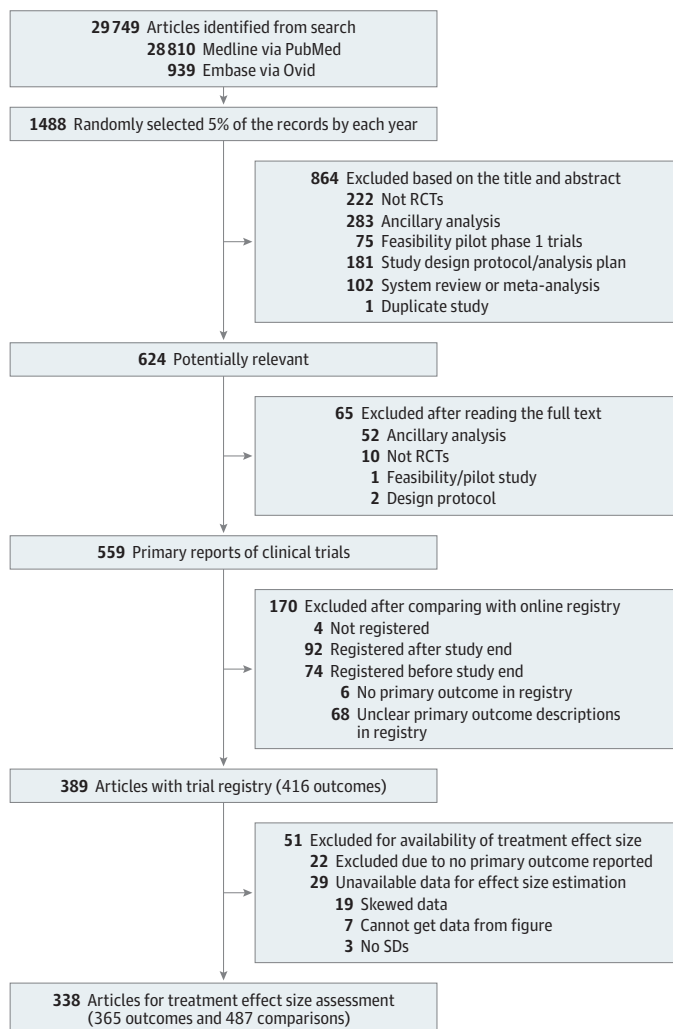 29 749 Articles identified from search
28 810 Medline via PubMed
939 Embase via Ovid
1488 Randomly selected 5% of the records by each year
864 Excluded based on the title and abstract
222 Not RCTs
283 Ancillary analysis
75 Feasibility pilot phase 1 trials
181 Study design protocol/analysis plan
102 System review or meta-analysis
1 Duplicate study
624 Potentially relevant
65 Excluded after reading the full text
52 Ancillary analysis
10 Not RCTs
1 Feasibility/pilot study
2 Design protocol
559 Primary reports of clinical trials
170 Excluded after comparing with online registry
4 Not registered
92 Registered after study end
74 Registered before study end
6 No primary outcome in registry
68 Unclear primary outcome descriptions
in registry
389 Articles with trial registry (416 outcomes)
51 Excluded for availability of treatment effect size
22 Excluded due to no primary outcome reported
29 Unavailable data for effect size estimation
19 Skewed data
7 Cannot get data from figure
3 No SDs
338 Articles for treatment effect size assessment
(365 outcomes and 487 comparisons)